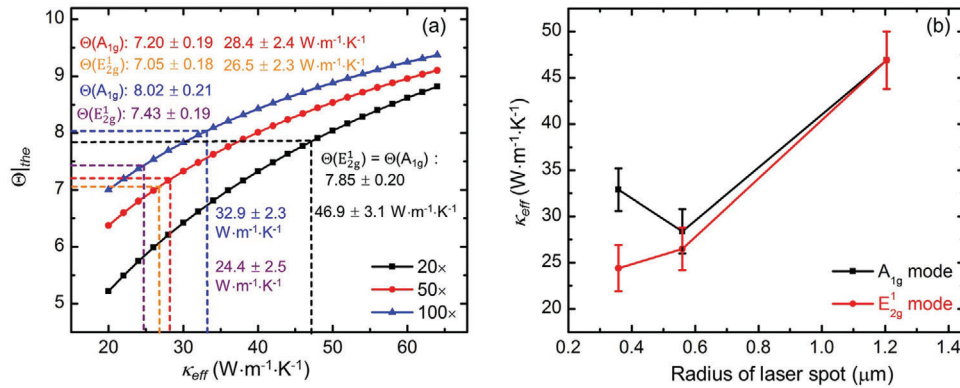 (a)
Θ(A₁g): 7.20 ± 0.19 28.4 ± 2.4 W·m⁻¹·K⁻¹
Θ(E¹₂g): 7.05 ± 0.18 26.5 ± 2.3 W·m⁻¹·K⁻¹
Θ(A₁g): 8.02 ± 0.21
Θ(E¹₂g): 7.43 ± 0.19
Θ(E¹₂g) = Θ(A₁g) :
7.85 ± 0.20
46.9 ± 3.1 W·m⁻¹·K⁻¹
32.9 ± 2.3
W·m⁻¹·K⁻¹
24.4 ± 2.5
W·m⁻¹·K⁻¹
20×
50×
100×
10
9
8
7
6
5
Θ|the
20 30 40 50 60
κeff (W·m⁻¹·K⁻¹)
(b)
50
45
40
35
30
25
20
κeff (W·m⁻¹·K⁻¹)
A₁g mode
E¹₂g mode
0.2 0.4 0.6 0.8 1.0 1.2 1.4
Radius of laser spot (μm)